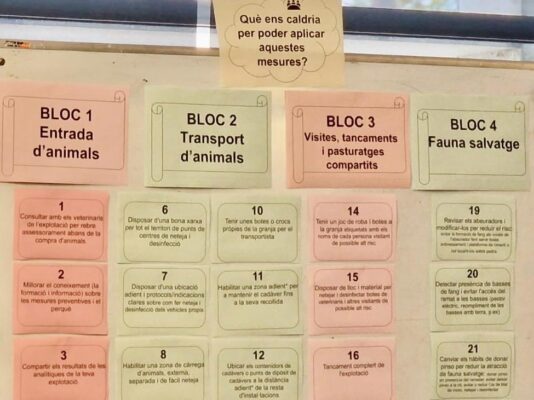 Què ens caldria
per poder aplicar
aquestes
mesures?
BLOC 1
Entrada
d'animals
BLOC 2
Transport
d'animals
BLOC 3
Visites, tancaments
i pasturatges
compartits
BLOC 4
Fauna salvatge
1
Consultar amb els veterinaris
de l'explotació per rebre
assessorament abans de la
compra d'animals.
2
Millorar el coneixement (la
formació i informació) sobre
les mesures preventives i el
perquè
3
Compartir els resultats de les
analítiques de la teva
explotació
6
Disposar d'una bona xarxa
per tot el territori de punts de
centres de neteja i
desinfecció
7
Disposar d'una ubicació
adient i protocols/indicacions
clares sobre com fer neteja i
desinfecció dels vehicles propis
8
Habilitar una zona de càrrega
d'animals, externa,
separada i de fàcil neteja
10
Tenir unes botes o crocs
pròpies de la granja per el
transportista
11
Habilitar una zona adient* per
a mantenir el cadàver fins
a la seva recollida
12
Ubicar els contenidors de
cadàvers o punts de dipòsit de
cadàvers a la distància
adient* de la resta
d'instal·lacions
14
Tenir un joc de roba i botes a
la granja etiquetats amb els
noms de cada persona visitant
de possible alt risc
15
Disposar de lloc i material per
netejar i desinfectar botes de
veterinaris i altres visitants de
possible alt risc
16
Tancament complert de
l'explotació
19
Revisar els abeuradors i
modificar-los per reduir el risc:
20
Detectar presència de basses
de fang i evitar l'accés del
ramat a les basses (pastor
elèctric, reompliment de les
basses amb terra, p.ex)
21
Canviar els hàbits de donar
pinso per reduir la atracció
de fauna salvatge: